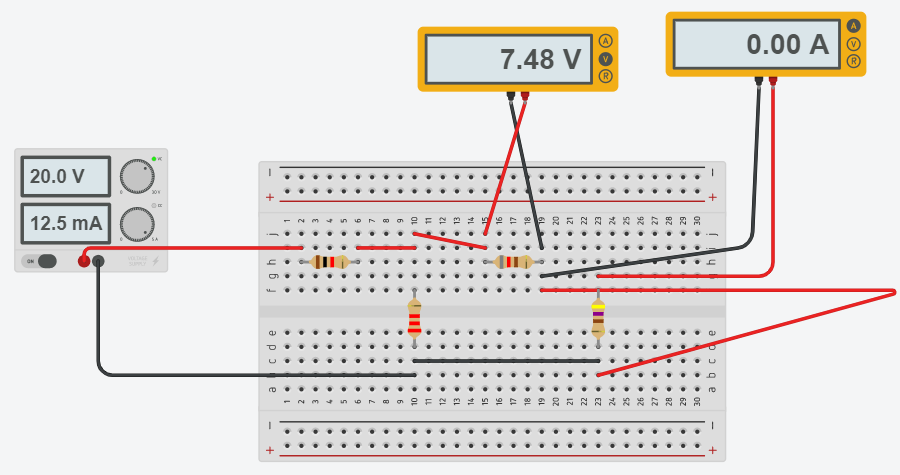 7.48 V
A
V
R
0.00 A
A
V
R
20.0 V
12.5 mA
ON
1 2 3 4 5 6 7 8 9 10 11 12 13 14 15 16 17 18 19 20 21 22 23 24 25 26 27 28 29 30
j j
i i
h h
g g
f f
e e
d d
c c
b b
a a
1 2 3 4 5 6 7 8 9 10 11 12 13 14 15 16 17 18 19 20 21 22 23 24 25 26 27 28 29 30